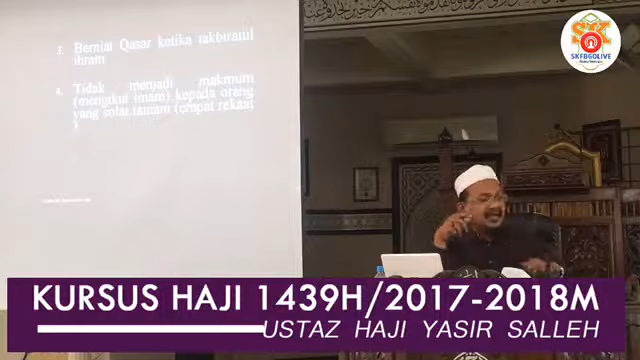 3. Berniat Qasar ketika takbiratul
ihram
4. Tidak menjadi makmum
(mengikut imam) kepada orang
yang solat tamam (empat rekaat
)
STK
SKFBGOLIVE
KURSUS HAJI 1439H/2017-2018M
USTAZ HAJI YASIR SALLEH